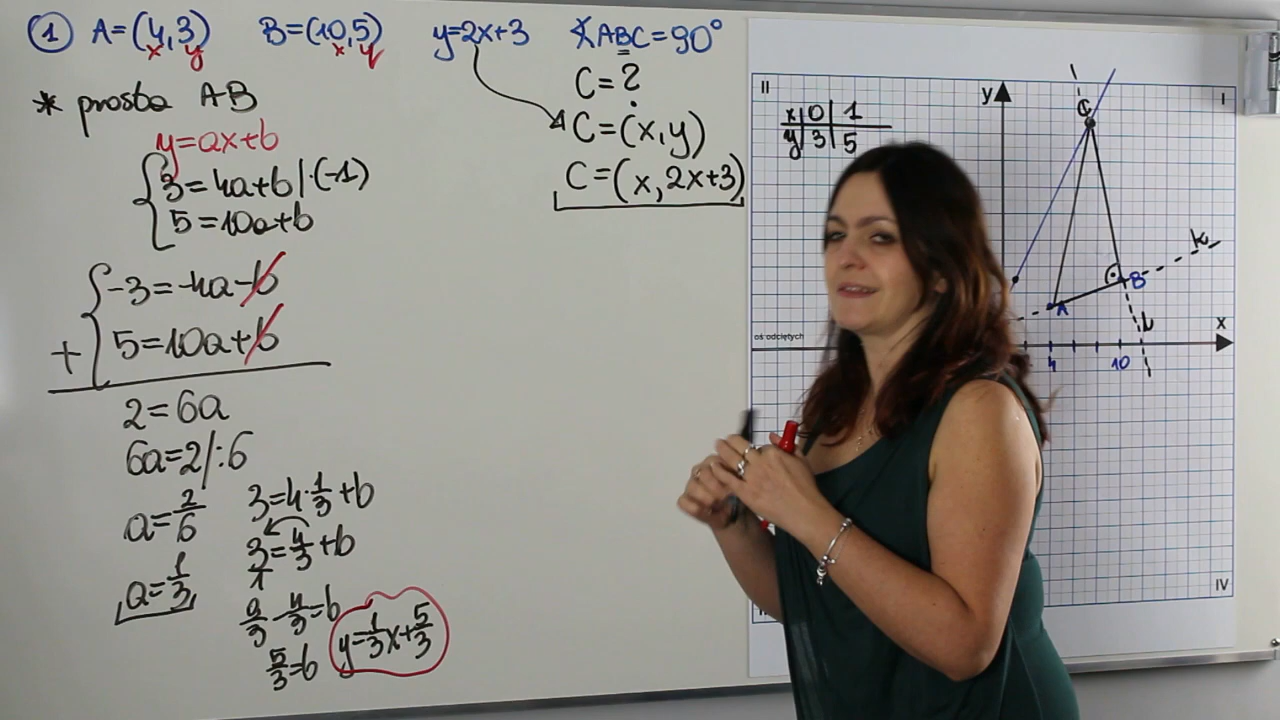 ① A=(4,3) B=(10,5) y=2x+3 ∢ABC=90°
x y x y
C=?
C=(x,y)
C=(x,2x+3)
* prosta AB
y=ax+b
3=4a+b|·(-1)
5=10a+b
-3=-4a-b
+ 5=10a+b
2=6a
6a=2/:6
a=2/6
a=1/3
3=4·1/3+b
3/1=4/3+b
9/3-4/3=b
5/3=b
y=1/3x+5/3
II
I
x|0|1
y|3|5
y
C
k
B
A
L
x
oś odciętych
4 10
IV